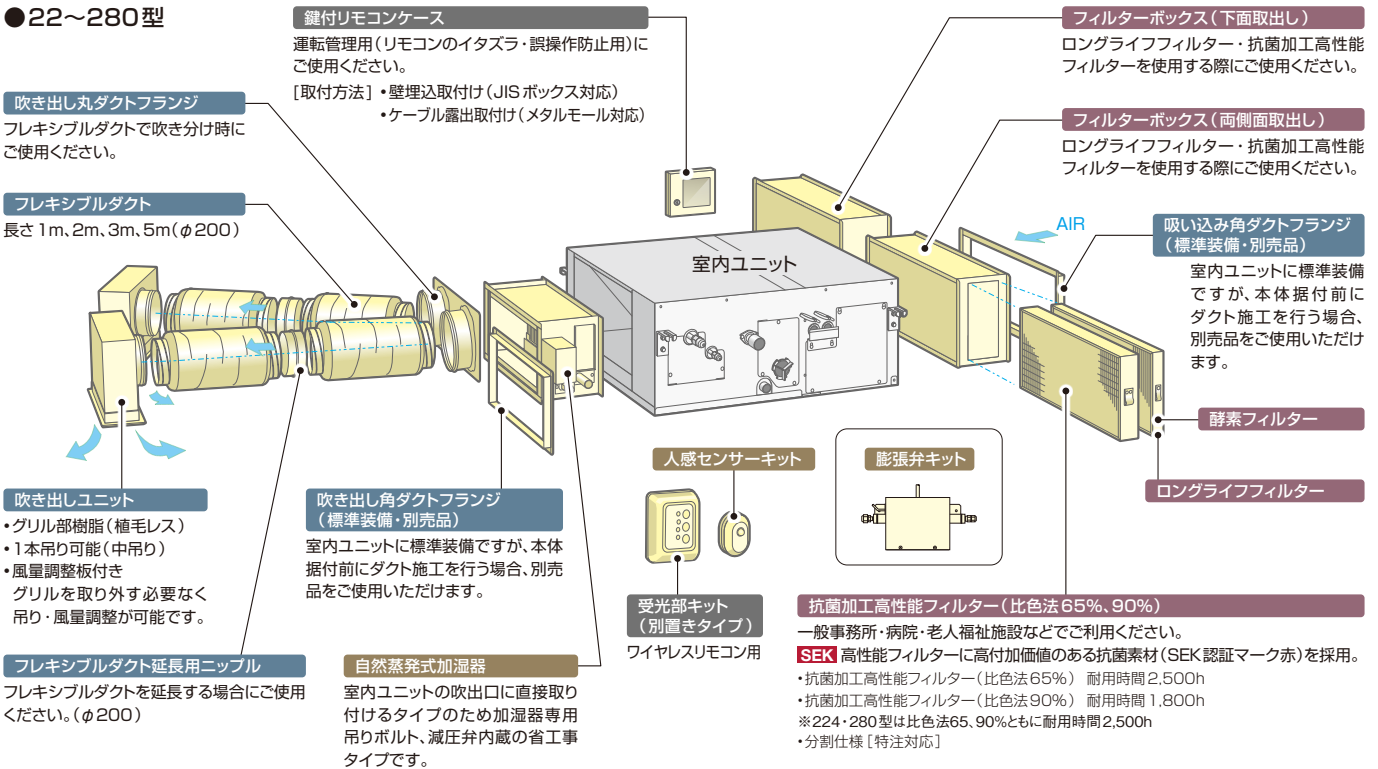 ●22～280型
鍵付リモコンケース
運転管理用（リモコンのイタズラ・誤操作防止用）に
ご使用ください。
［取付方法］・壁埋込取付け（JISボックス対応）
・ケーブル露出取付け（メタルモール対応）
フィルターボックス（下面取出し）
ロングライフフィルター・抗菌加工高性能
フィルターを使用する際にご使用ください。
吹き出し丸ダクトフランジ
フレキシブルダクトで吹き分け時に
ご使用ください。
フィルターボックス（両側面取出し）
ロングライフフィルター・抗菌加工高性能
フィルターを使用する際にご使用ください。
フレキシブルダクト
長さ1m、2m、3m、5m（φ200）
AIR
吸い込み角ダクトフランジ
（標準装備・別売品）
室内ユニットに標準装備
ですが、本体据付前に
ダクト施工を行う場合、
別売品をご使用いただけ
ます。
室内ユニット
酵素フィルター
ロングライフフィルター
人感センサーキット
膨張弁キット
吹き出しユニット
・グリル部樹脂（植毛レス）
・1本吊り可能（中吊り）
・風量調整板付き
グリルを取り外す必要なく
吊り・風量調整が可能です。
吹き出し角ダクトフランジ
（標準装備・別売品）
室内ユニットに標準装備ですが、本体
据付前にダクト施工を行う場合、別売
品をご使用いただけます。
受光部キット
（別置きタイプ）
ワイヤレスリモコン用
抗菌加工高性能フィルター（比色法65%、90%）
一般事務所・病院・老人福祉施設などでご利用ください。
SEK 高性能フィルターに高付加価値のある抗菌素材（SEK認証マーク赤）を採用。
・抗菌加工高性能フィルター（比色法65%） 耐用時間2,500h
・抗菌加工高性能フィルター（比色法90%） 耐用時間1,800h
※224・280型は比色法65、90%ともに耐用時間2,500h
・分割仕様［特注対応］
フレキシブルダクト延長用ニップル
フレキシブルダクトを延長する場合にご使用
ください。（φ200）
自然蒸発式加湿器
室内ユニットの吹出口に直接取り
付けるタイプのため加湿器専用
吊りボルト、減圧弁内蔵の省工事
タイプです。